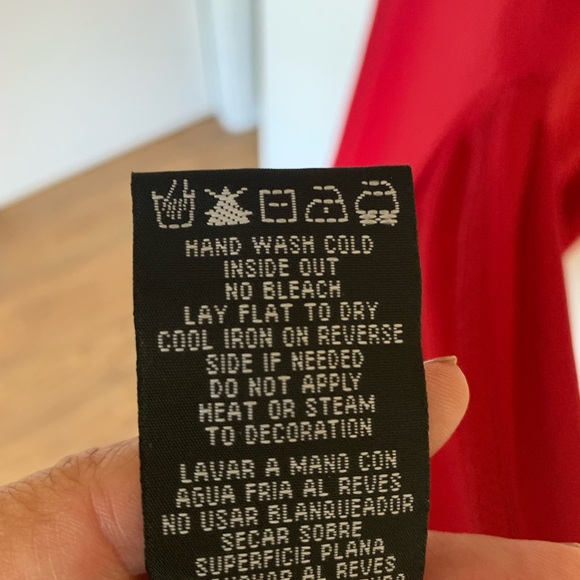 HAND WASH COLD
INSIDE OUT
NO BLEACH
LAY FLAT TO DRY
COOL IRON ON REVERSE
SIDE IF NEEDED
DO NOT APPLY
HEAT OR STEAM
TO DECORATION
LAVAR A MANO CON
AGUA FRIA AL REVES
NO USAR BLANQUEADOR
SECAR SOBRE
SUPERFICIE PLANA
AL REVES